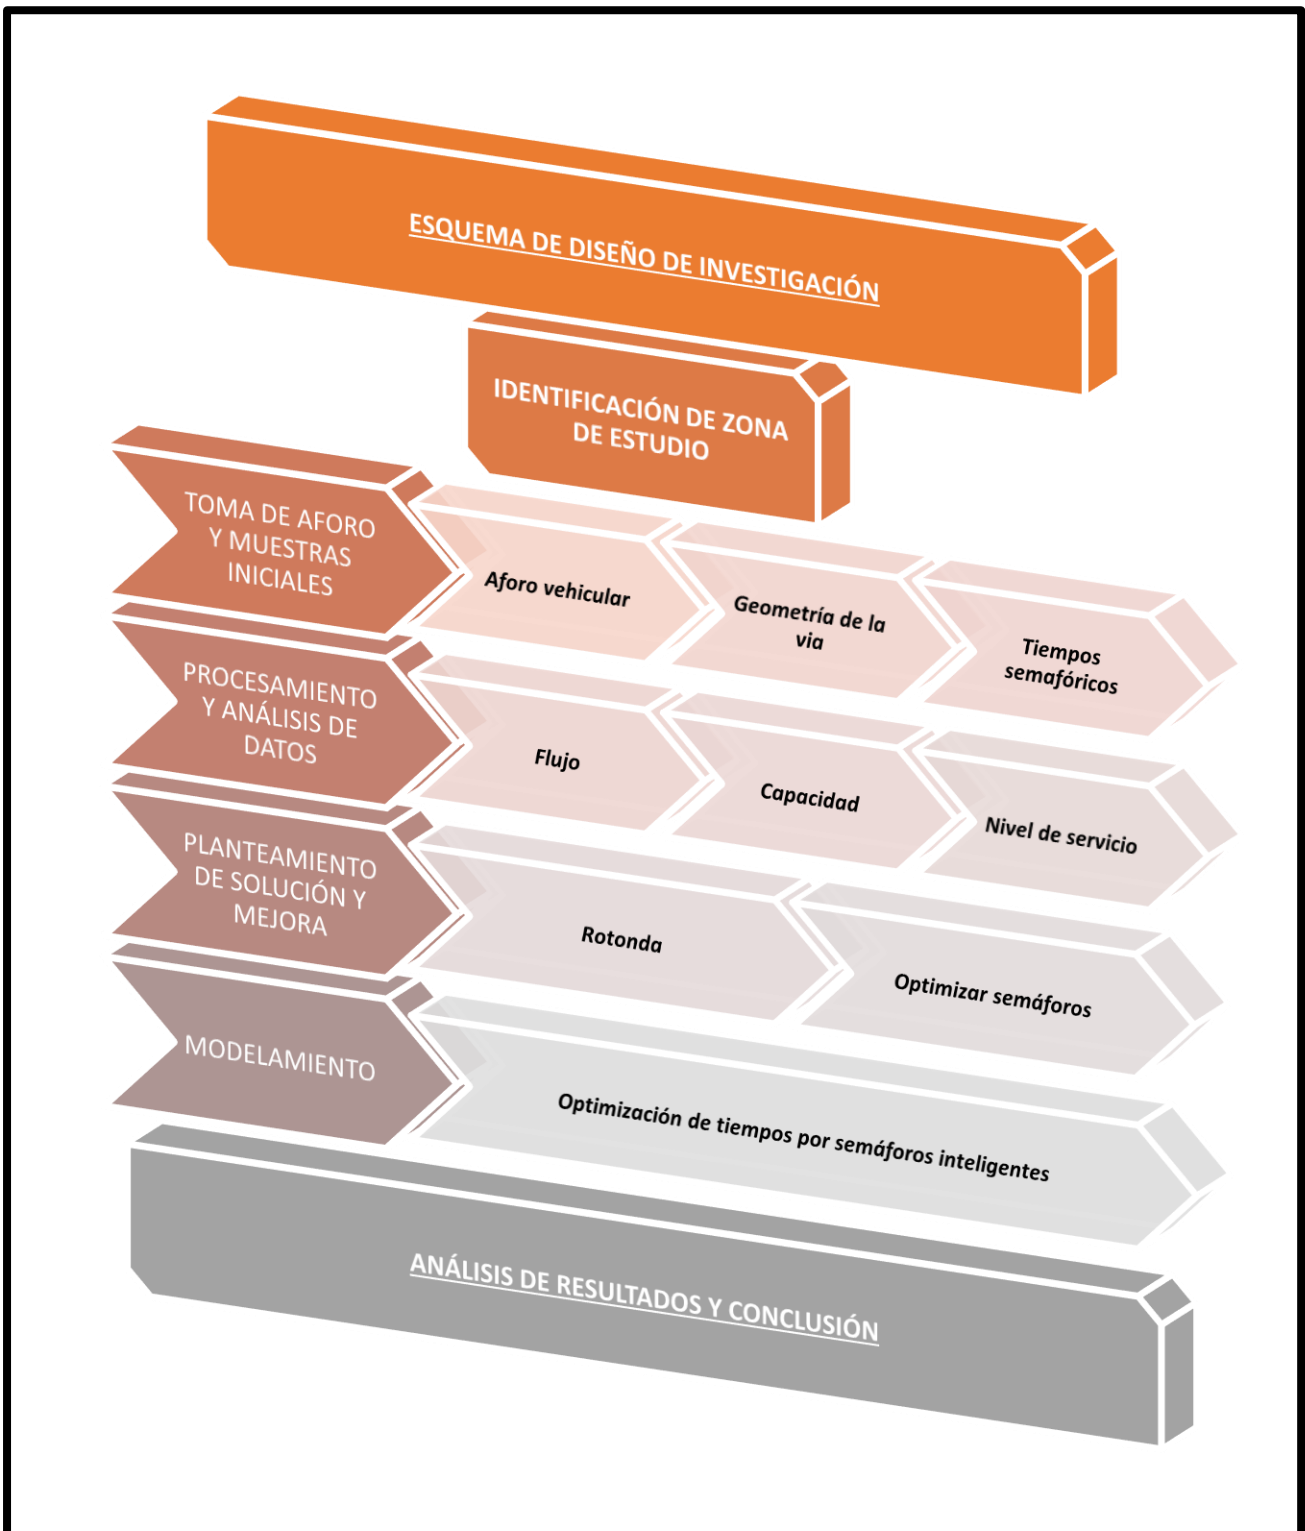 ESQUEMA DE DISEÑO DE INVESTIGACIÓN
IDENTIFICACIÓN DE ZONA
DE ESTUDIO
TOMA DE AFORO
Y MUESTRAS
INICIALES
Aforo vehicular
Geometría de la
via
Tiempos
semafóricos
PROCESAMIENTO
Y ANÁLISIS DE
DATOS
Flujo
Capacidad
Nivel de servicio
PLANTEAMIENTO
DE SOLUCIÓN Y
MEJORA
Rotonda
Optimizar semáforos
MODELAMIENTO
Optimización de tiempos por semáforos inteligentes
ANÁLISIS DE RESULTADOS Y CONCLUSIÓN